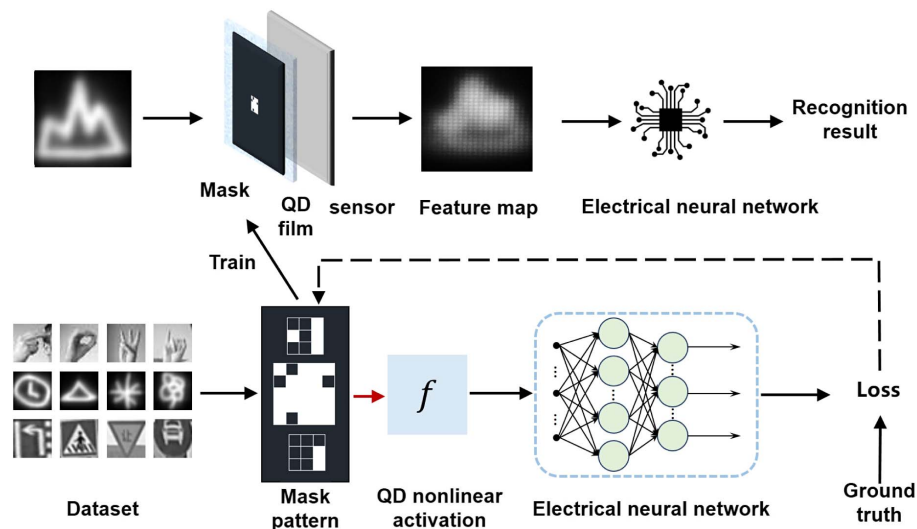 Recognition
result
Mask
QD
film
sensor
Feature map
Electrical neural network
Train
f
Loss
让
Dataset
Mask
pattern
QD nonlinear
activation
Electrical neural network
Ground
truth